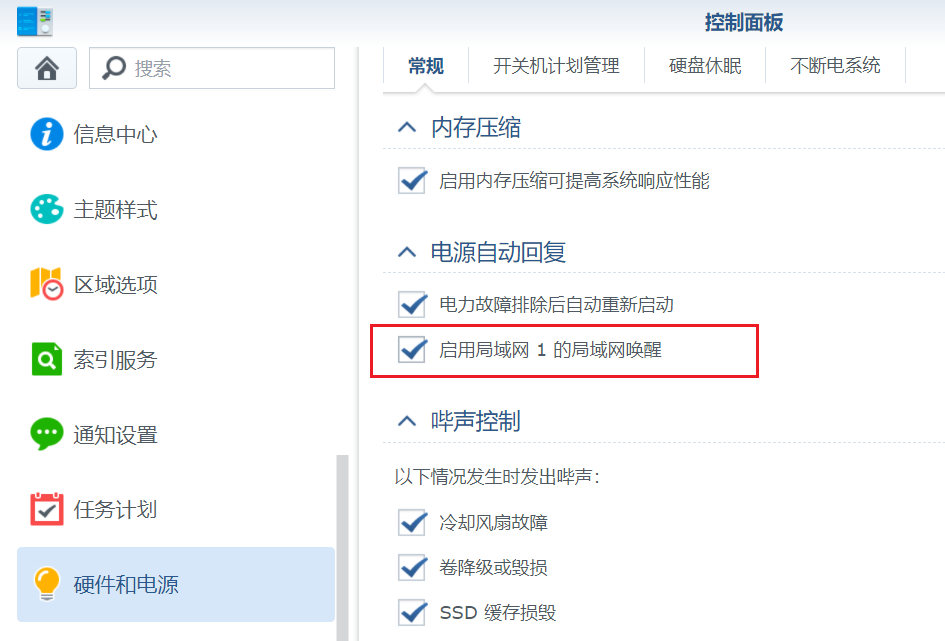 控制面板
搜索
信息中心
主题样式
区域选项
索引服务
通知设置
任务计划
硬件和电源
常规 开关机计划管理 硬盘休眠 不断电系统
内存压缩
启用内存压缩可提高系统响应性能
电源自动回复
电力故障排除后自动重新启动
启用局域网 1 的局域网唤醒
哔声控制
以下情况发生时发出哔声:
冷却风扇故障
卷降级或毁损
SSD 缓存损毁